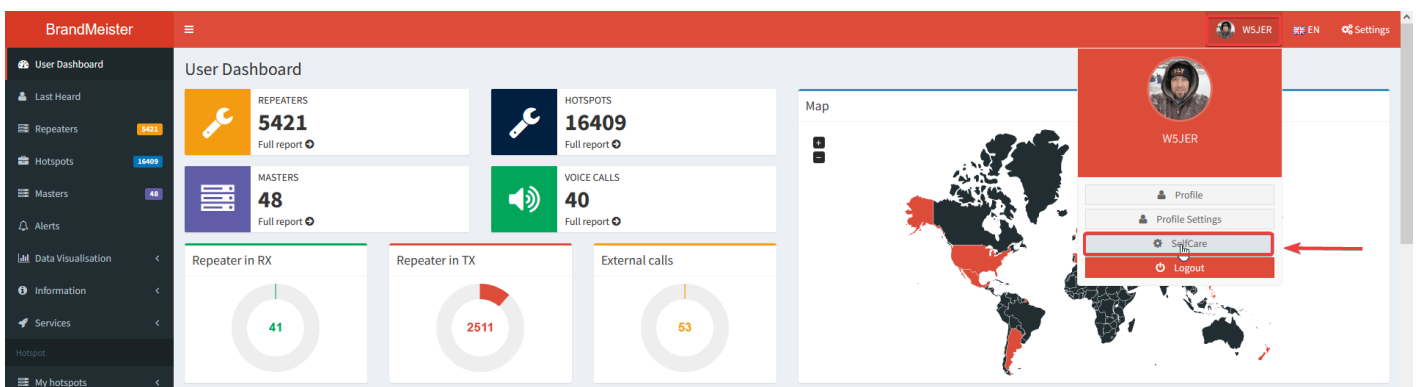 BrandMeister
W5JER
EN
Settings
User Dashboard
Last Heard
Repeaters
5421
Hotspots
16409
Masters
48
Alerts
Data Visualisation
Information
Services
Hotspot
My hotspots
User Dashboard
REPEATERS
5421
Full report
HOTSPOTS
16409
Full report
MASTERS
48
Full report
VOICE CALLS
40
Full report
Repeater in RX
41
Repeater in TX
2511
External calls
53
Map
+
W5JER
Profile
Profile Settings
SelfCare
Logout